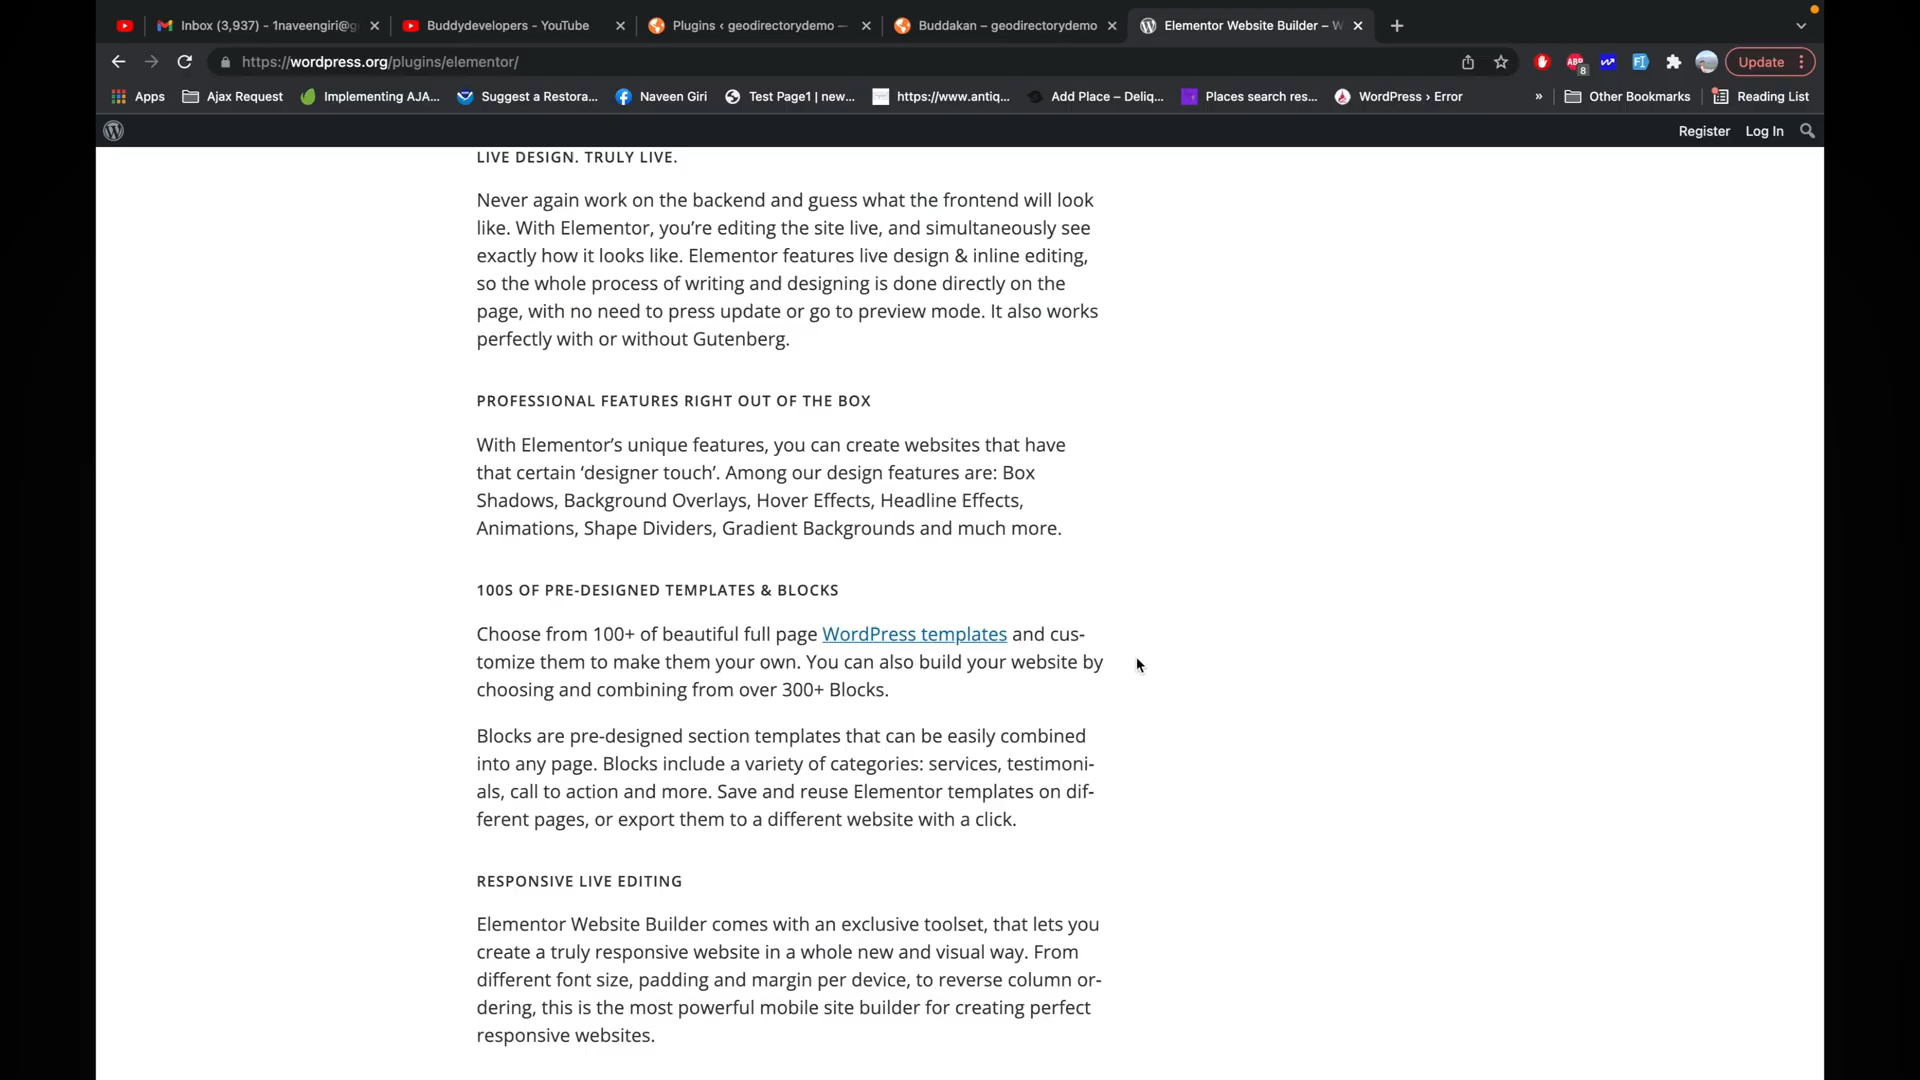 Inbox (3,937) - 1naveengiri@g
Buddydevelopers - YouTube
Plugins ‹ geodirectorydemo —
Buddakan – geodirectorydemo
Elementor Website Builder – W
https://wordpress.org/plugins/elementor/
8
Update
Apps
Ajax Request
Implementing AJA...
Suggest a Restora...
Naveen Giri
Test Page1 | new...
https://www.antiq...
Add Place – Deliq...
Places search res...
WordPress › Error
»
Other Bookmarks
Reading List
Register
Log In
LIVE DESIGN. TRULY LIVE.
Never again work on the backend and guess what the frontend will look
like. With Elementor, you’re editing the site live, and simultaneously see
exactly how it looks like. Elementor features live design & inline editing,
so the whole process of writing and designing is done directly on the
page, with no need to press update or go to preview mode. It also works
perfectly with or without Gutenberg.
PROFESSIONAL FEATURES RIGHT OUT OF THE BOX
With Elementor’s unique features, you can create websites that have
that certain ‘designer touch’. Among our design features are: Box
Shadows, Background Overlays, Hover Effects, Headline Effects,
Animations, Shape Dividers, Gradient Backgrounds and much more.
100S OF PRE-DESIGNED TEMPLATES & BLOCKS
Choose from 100+ of beautiful full page WordPress templates and cus-
tomize them to make them your own. You can also build your website by
choosing and combining from over 300+ Blocks.
Blocks are pre-designed section templates that can be easily combined
into any page. Blocks include a variety of categories: services, testimoni-
als, call to action and more. Save and reuse Elementor templates on dif-
ferent pages, or export them to a different website with a click.
RESPONSIVE LIVE EDITING
Elementor Website Builder comes with an exclusive toolset, that lets you
create a truly responsive website in a whole new and visual way. From
different font size, padding and margin per device, to reverse column or-
dering, this is the most powerful mobile site builder for creating perfect
responsive websites.